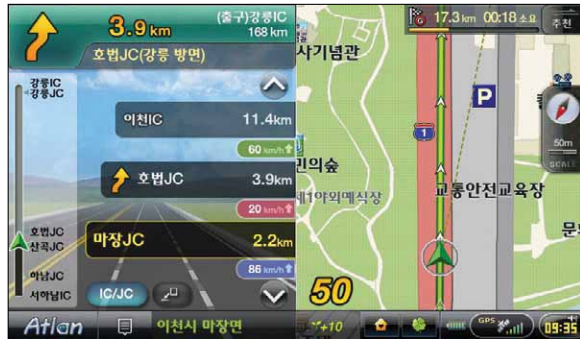 3.9 km
(출구)강릉IC
168 km
호법JC(강릉 방면)
강릉IC
강릉JC
이천IC 11.4km
60 km/h
호법JC 3.9km
20 km/h
마장JC 2.2km
86 km/h
호법JC
산곡JC
하남JC
서하남IC
IC/JC
Atlan
이천시 마장면
G 17.3 km 00:18 소요
추천
사기념관
P
1
50m
SCALE
민의숲
제1야외예식장
교통안전교육장
문
50
+10
GPS
09:35